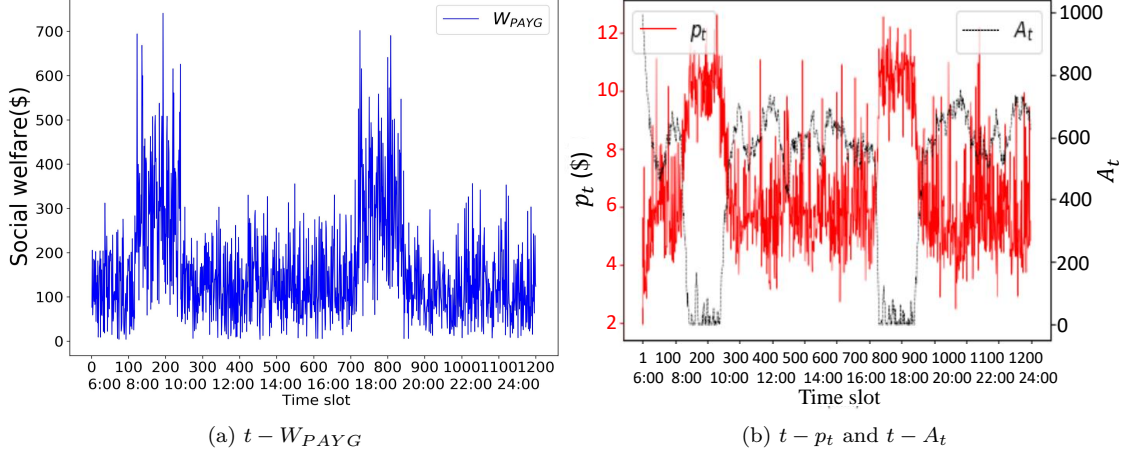 W_PAYG
Social welfare($)
700
600
500
400
300
200
100
0
0 100 200 300 400 500 600 700 800 900 1000 1100 1200
6:00 8:00 10:00 12:00 14:00 16:00 18:00 20:00 22:00 24:00
Time slot
(a) t − W_PAYG
p_t
A_t
p_t ($)
12
10
8
6
4
2
1000
800
600
400
200
0
A_t
1 100 200 300 400 500 600 700 800 900 1000 1100 1200
6:00 8:00 10:00 12:00 14:00 16:00 18:00 20:00 22:00 24:00
Time slot
(b) t − p_t and t − A_t